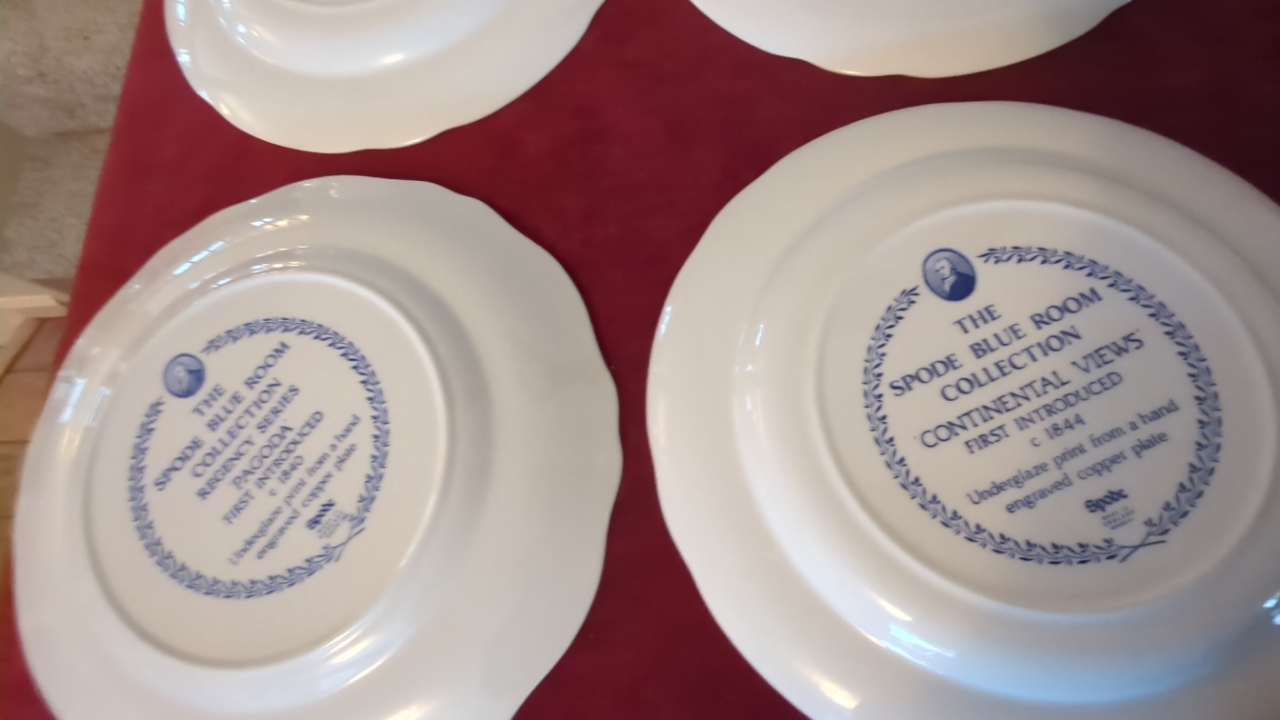 THE
SPODE BLUE ROOM
COLLECTION
REGENCY SERIES
PAGODA
FIRST INTRODUCED
c 1840
Underglaze print from a hand
engraved copper plate
Spode
THE
SPODE BLUE ROOM
COLLECTION
'CONTINENTAL VIEWS'
FIRST INTRODUCED
c 1844
Underglaze print from a hand
engraved copper plate
Spode